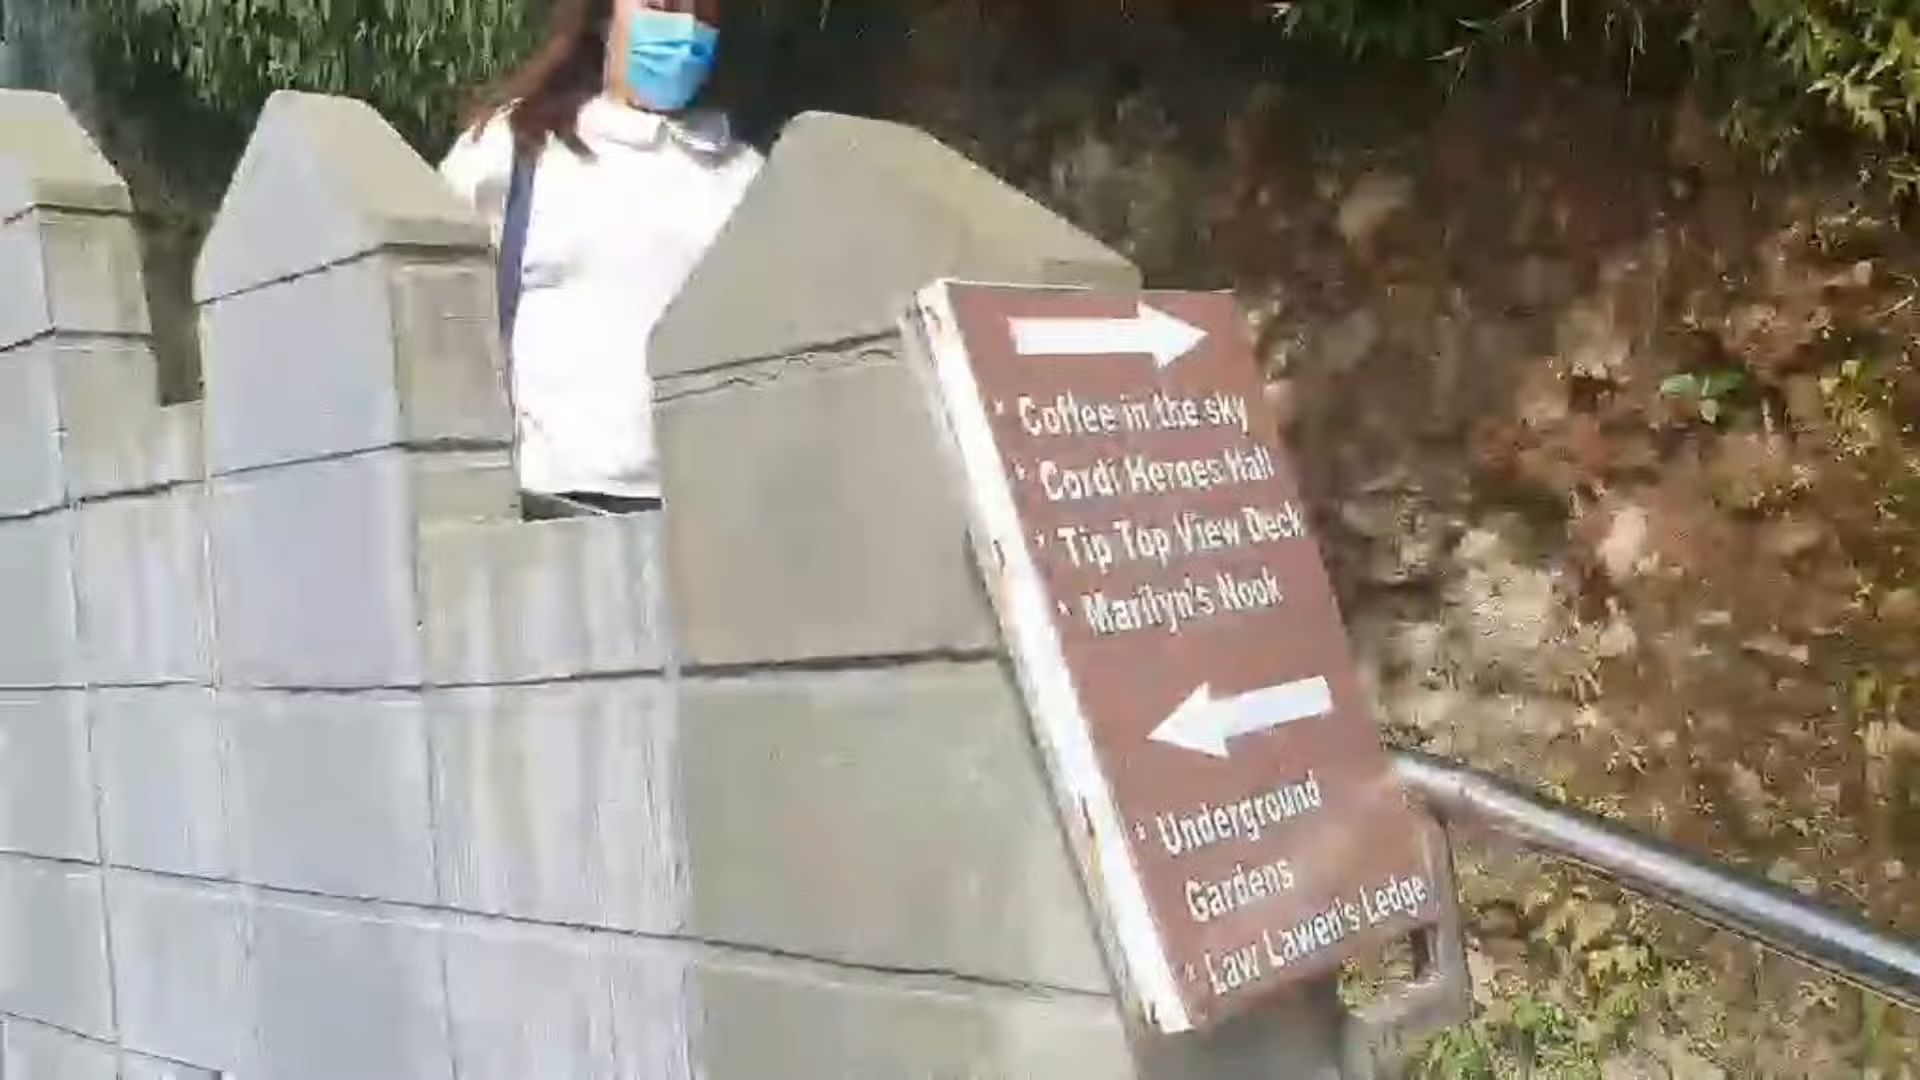 * Coffee in the sky
* Cordi Heroes Hall
* Tip Top View Deck
* Marilyn's Nook
* Underground
Gardens
* Law Lawen's Ledge